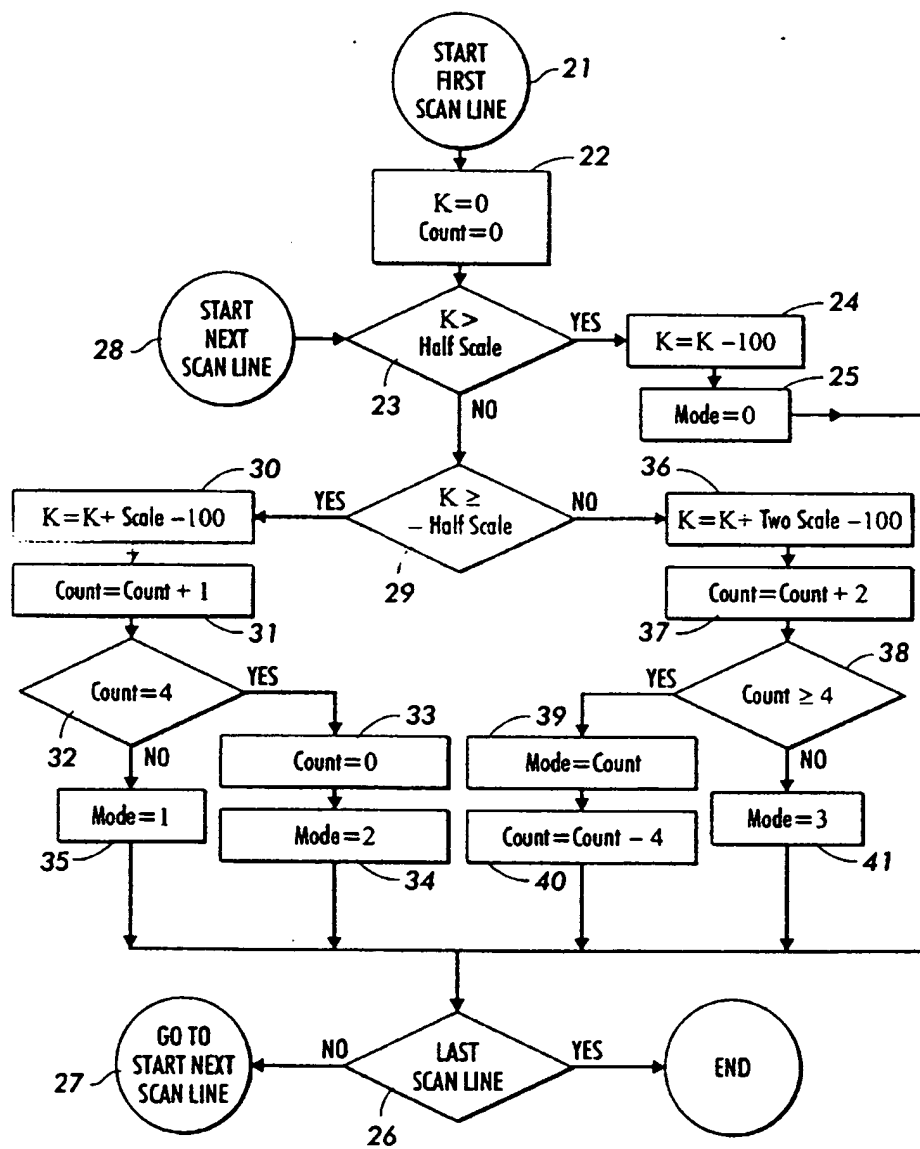 START
FIRST
SCAN LINE
21
22
K=0
Count=0
START
NEXT
SCAN LINE
28
K>
Half Scale
23
YES
NO
24
K=K -100
25
Mode=0
30
K=K+ Scale -100
YES
K ≥
- Half Scale
29
NO
36
K=K+ Two Scale -100
Count=Count + 1
31
Count=Count + 2
37
Count=4
32
YES
NO
38
Count ≥ 4
YES
NO
33
Count=0
39
Mode=Count
Mode=1
35
Mode=2
34
Count=Count - 4
40
Mode=3
41
GO TO
START NEXT
SCAN LINE
27
NO
LAST
SCAN LINE
26
YES
END